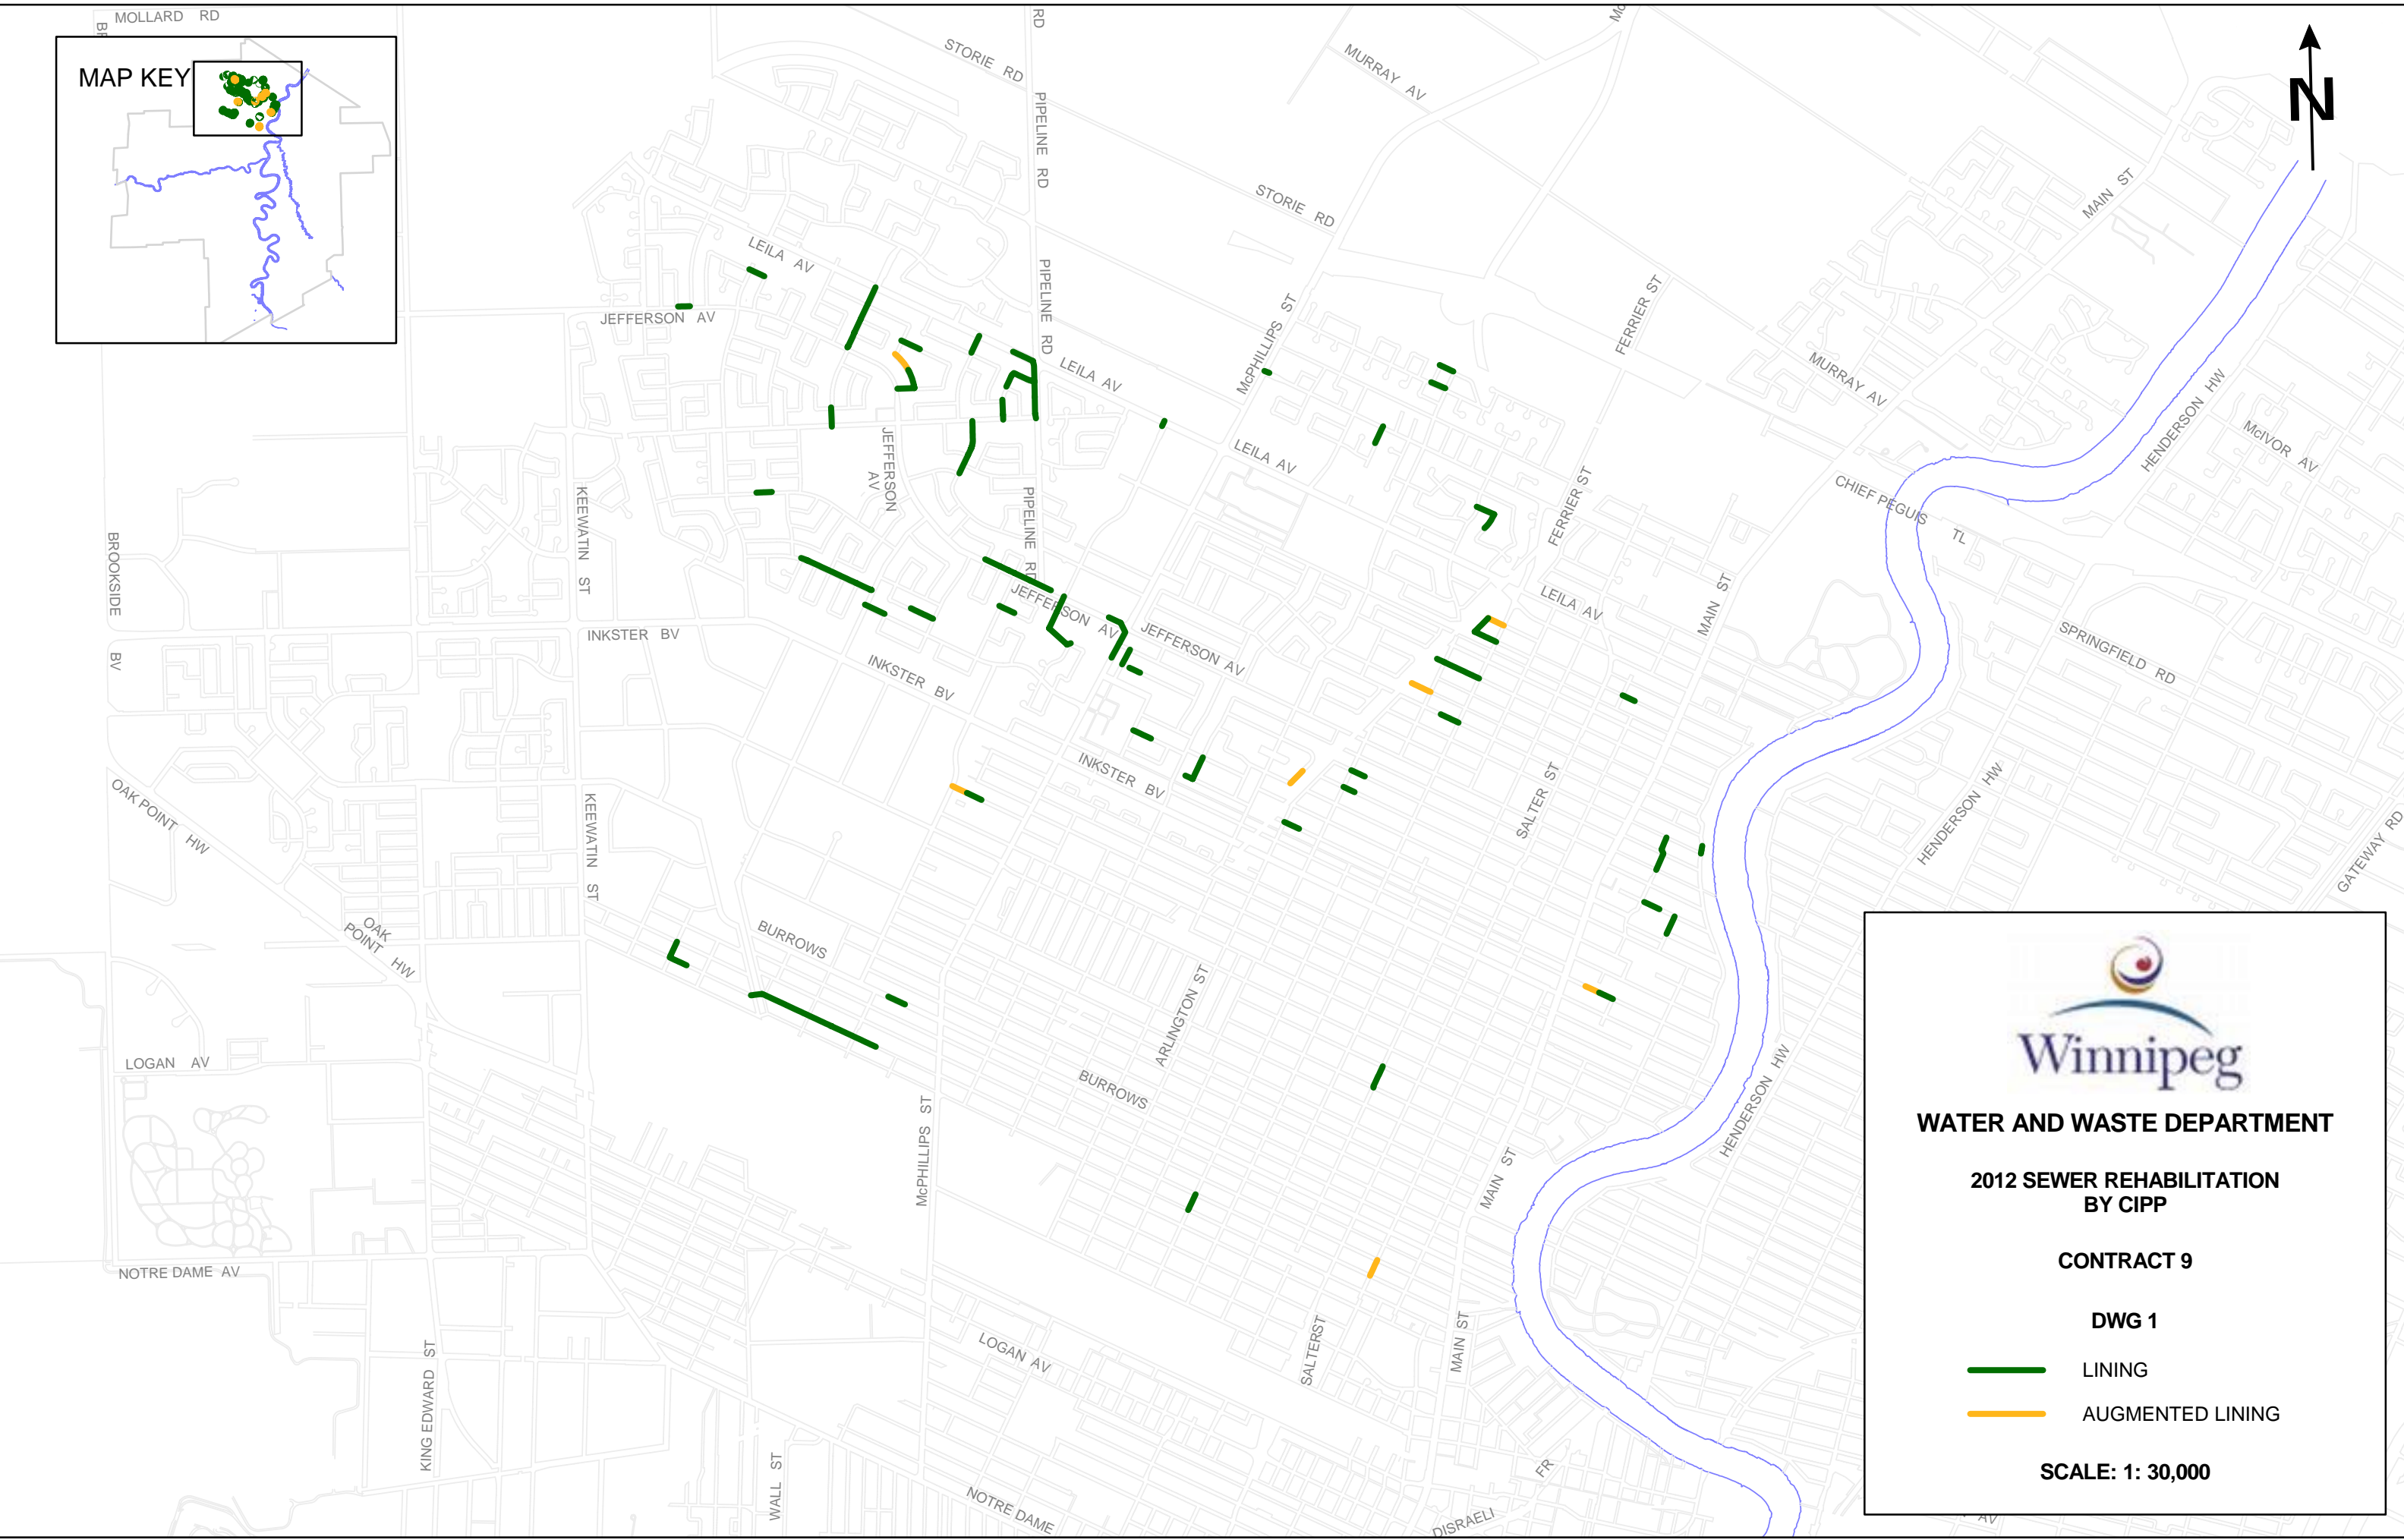 MOLLARD RD
MAP KEY
STORIE RD
RD
PIPELINE RD
MURRAY AV
STORIE RD
N
MAIN ST
LEILA AV
PIPELINE RD
JEFFERSON AV
McPHILLIPS ST
FERRIER ST
LEILA AV
MURRAY AV
HENDERSON HW
McIVOR AV
JEFFERSON
AV
LEILA AV
KEEWATIN ST
PIPELINE RD
FERRIER ST
CHIEF PEGUIS TL
BROOKSIDE BV
JEFFERSON AV
JEFFERSON AV
LEILA AV
MAIN ST
SPRINGFIELD RD
INKSTER BV
INKSTER BV
INKSTER BV
OAK POINT HW
KEEWATIN ST
SALTER ST
HENDERSON HW
GATEWAY RD
OAK
POINT HW
BURROWS
ARLINGTON ST
LOGAN AV
BURROWS
McPHILLIPS ST
HENDERSON HW
MAIN ST
NOTRE DAME AV
KING EDWARD ST
LOGAN AV
SALTERST
MAIN ST
WALL ST
NOTRE DAME
DISRAELI
FR
AV
Winnipeg
WATER AND WASTE DEPARTMENT
2012 SEWER REHABILITATION
BY CIPP
CONTRACT 9
DWG 1
LINING
AUGMENTED LINING
SCALE: 1: 30,000